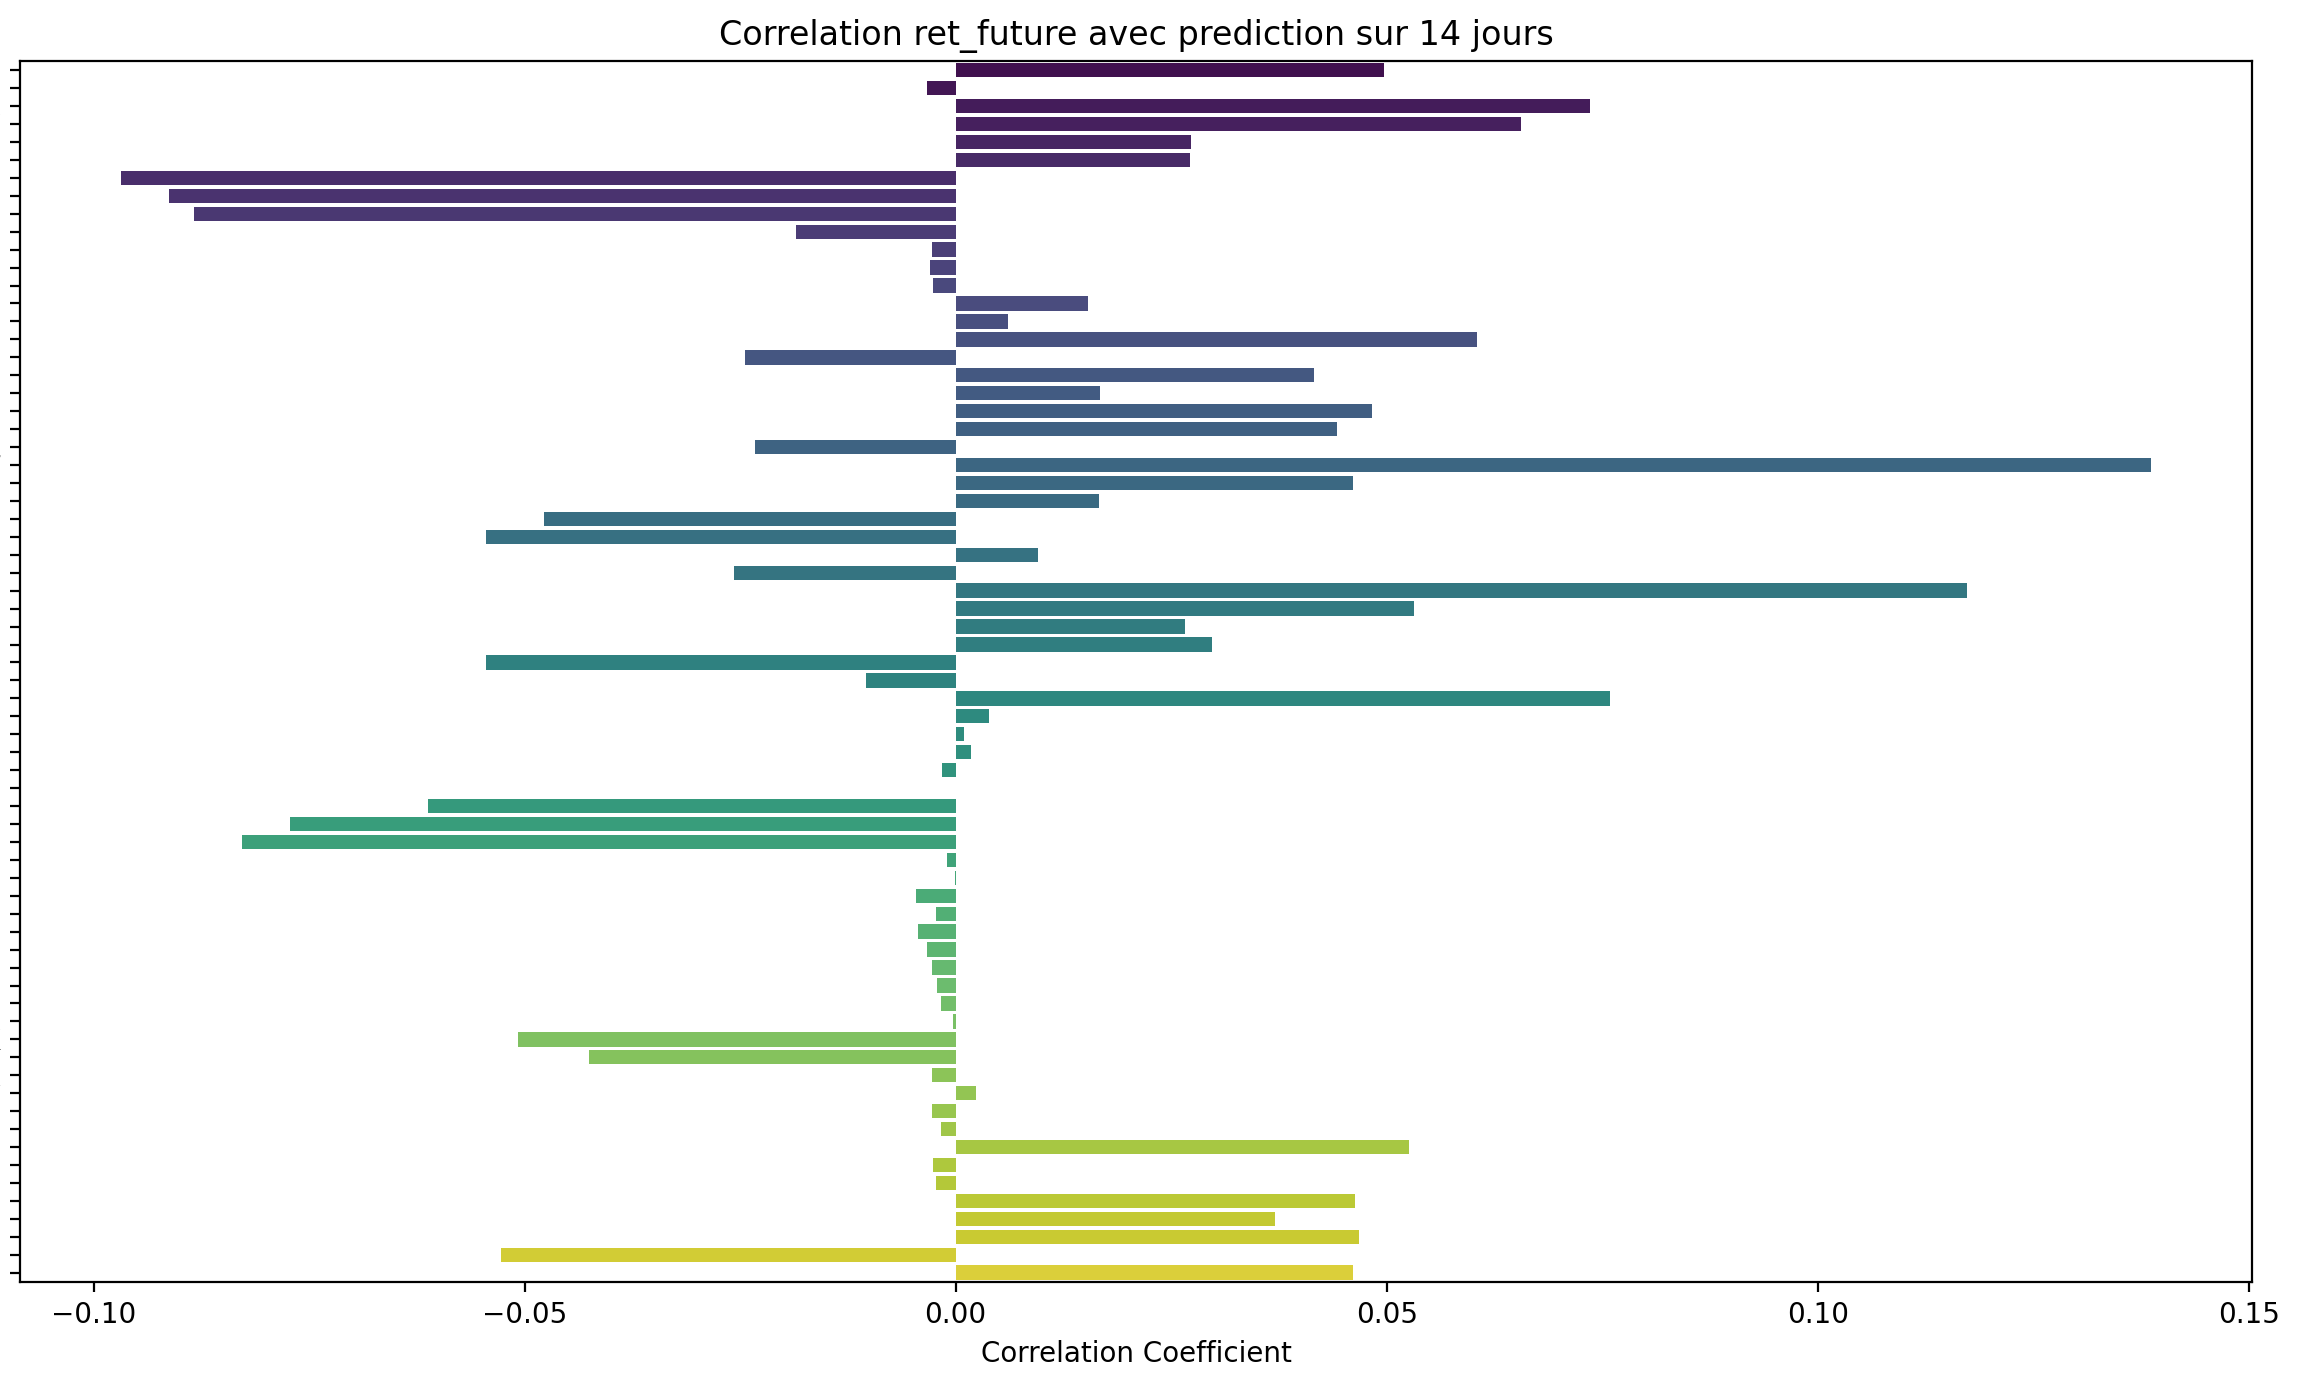 Correlation ret_future avec prediction sur 14 jours
−0.10 −0.05 0.00 0.05 0.10 0.15
Correlation Coefficient